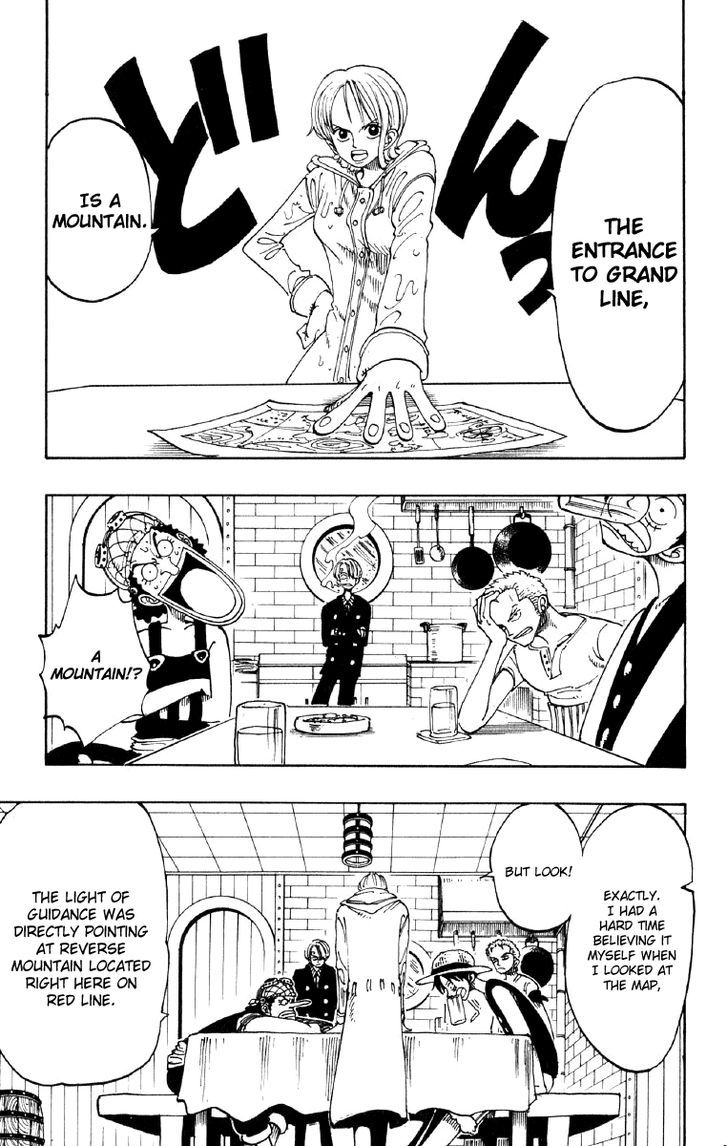 THE
ENTRANCE
TO GRAND
LINE,
ドんっ
IS A
MOUNTAIN.
A
MOUNTAIN!?
EXACTLY.
I HAD A
HARD TIME
BELIEVING IT
MYSELF WHEN
I LOOKED AT
THE MAP,
BUT LOOK!
THE LIGHT OF
GUIDANCE WAS
DIRECTLY POINTING
AT REVERSE
MOUNTAIN LOCATED
RIGHT HERE ON
RED LINE.